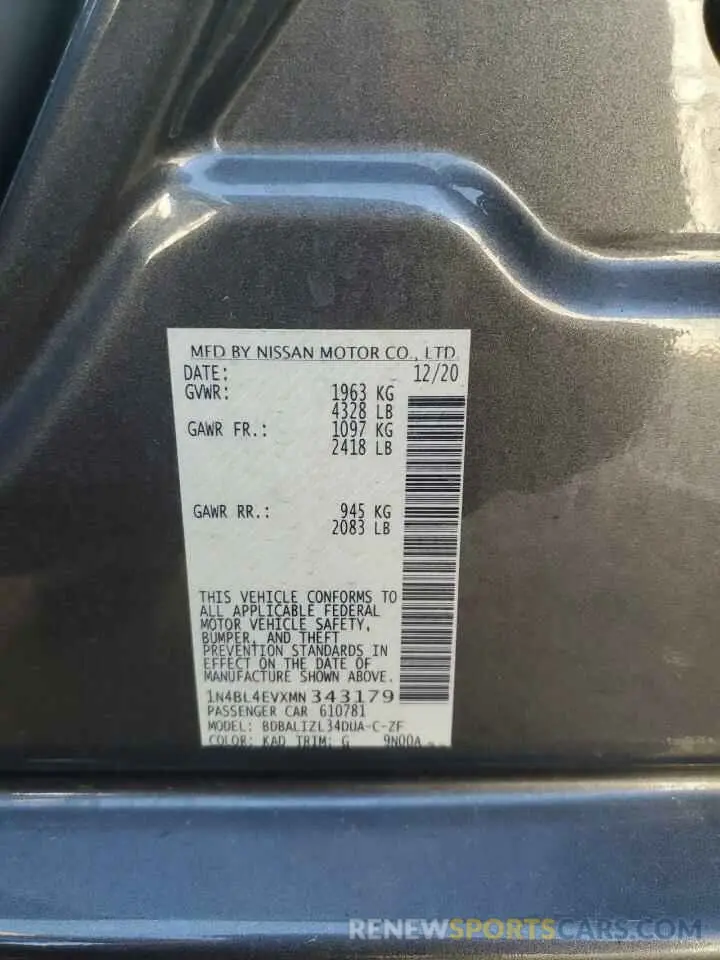 MFD BY NISSAN MOTOR CO., LTD.
DATE: 12/20
GVWR: 1963 KG
4328 LB
GAWR FR.: 1097 KG
2418 LB
GAWR RR.: 945 KG
2083 LB
THIS VEHICLE CONFORMS TO
ALL APPLICABLE FEDERAL
MOTOR VEHICLE SAFETY,
BUMPER, AND THEFT
PREVENTION STANDARDS IN
EFFECT ON THE DATE OF
MANUFACTURE SHOWN ABOVE.
1N4BL4EVXMN343179
PASSENGER CAR 610781
MODEL: BDBALIZL34DUA-C-ZF
COLOR: KAD TRIM: G 9N00A
RENEWSPORTSCARS.COM